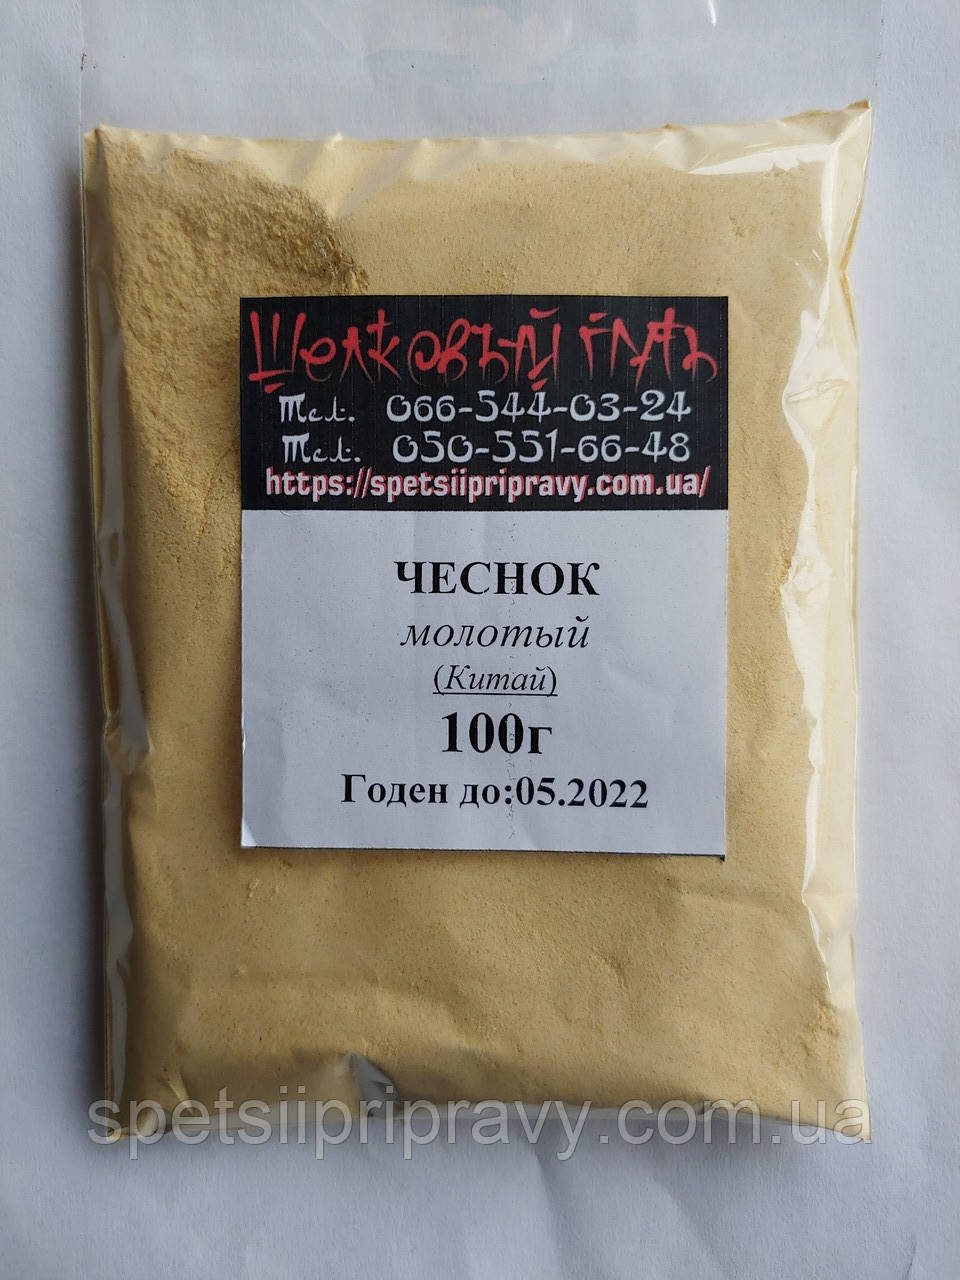 Шелковый путь
Тел. 066-544-03-24
Тел. 050-551-66-48
https://spetsiipripravy.com.ua/
ЧЕСНОК
молотый
(Китай)
100г
Годен до:05.2022
spetsiipripravy.com.ua